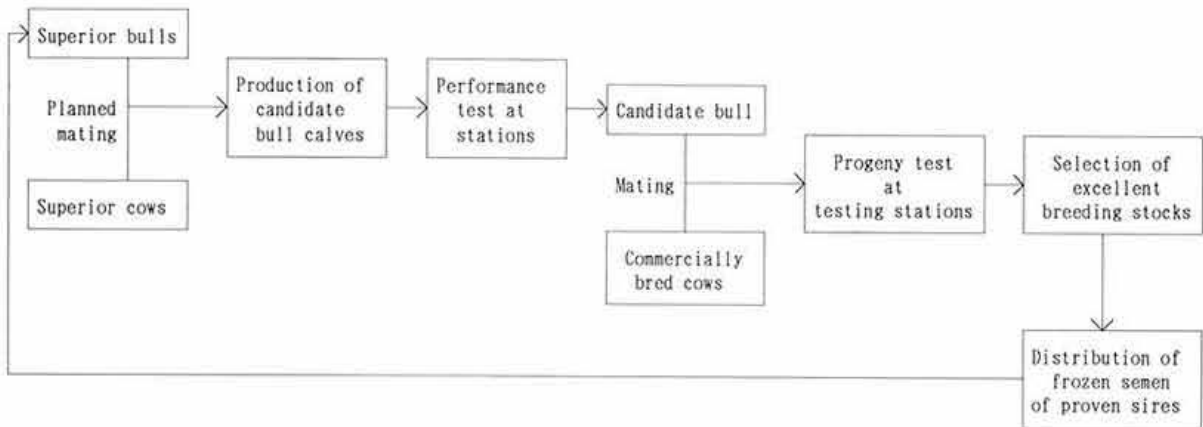 Superior bulls
Planned
mating
Superior cows
Production of
candidate
bull calves
Performance
test at
stations
Candidate bull
Mating
Commercially
bred cows
Progeny test
at
testing stations
Selection of
excellent
breeding stocks
Distribution of
frozen semen
of proven sires